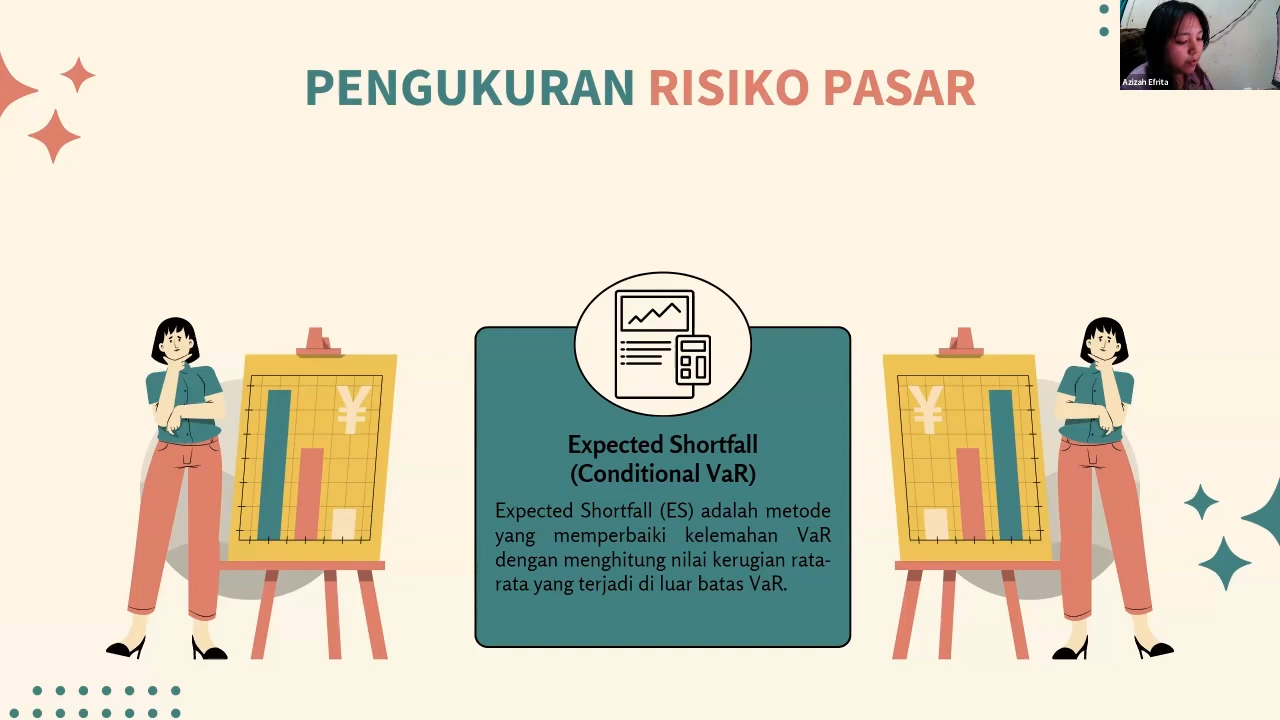 Azizah Efrita
PENGUKURAN RISIKO PASAR
¥
¥
Expected Shortfall
(Conditional VaR)
Expected Shortfall (ES) adalah metode
yang memperbaiki kelemahan VaR
dengan menghitung nilai kerugian rata-
rata yang terjadi di luar batas VaR.